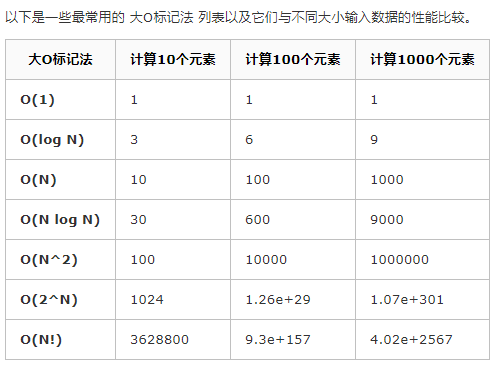 以下是一些最常用的 大O标记法 列表以及它们与不同大小输入数据的性能比较。
大O标记法 计算10个元素 计算100个元素 计算1000个元素
O(1) 1 1 1
O(log N) 3 6 9
O(N) 10 100 1000
O(N log N) 30 600 9000
O(N^2) 100 10000 1000000
O(2^N) 1024 1.26e+29 1.07e+301
O(N!) 3628800 9.3e+157 4.02e+2567